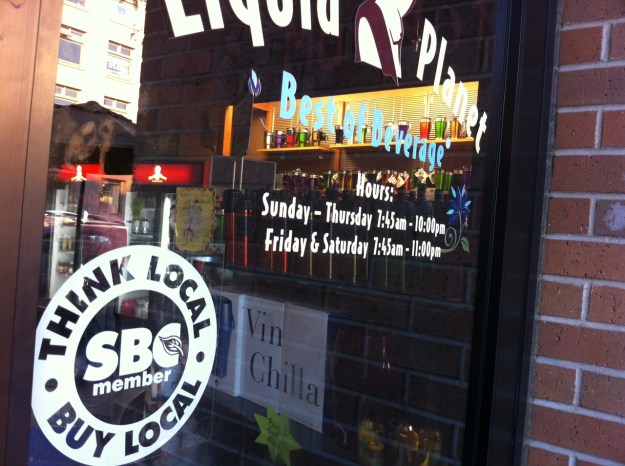 Liquid Planet
Best of Beverage
Hours:
Sunday – Thursday 7:45am - 10:00pm
Friday & Saturday 7:45am - 11:00pm
THINK LOCAL
SBC
member
BUY LOCAL
Vin
Chilla